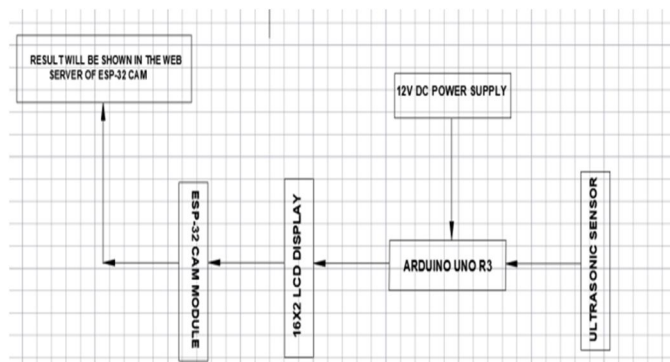 RESULT WILL BE SHOWN IN THE WEB
SERVER OF ESP-32 CAM
12V DC POWER SUPPLY
ESP-32 CAM MODULE
16X2 LCD DISPLAY
ARDUINO UNO R3
ULTRASONIC SENSOR